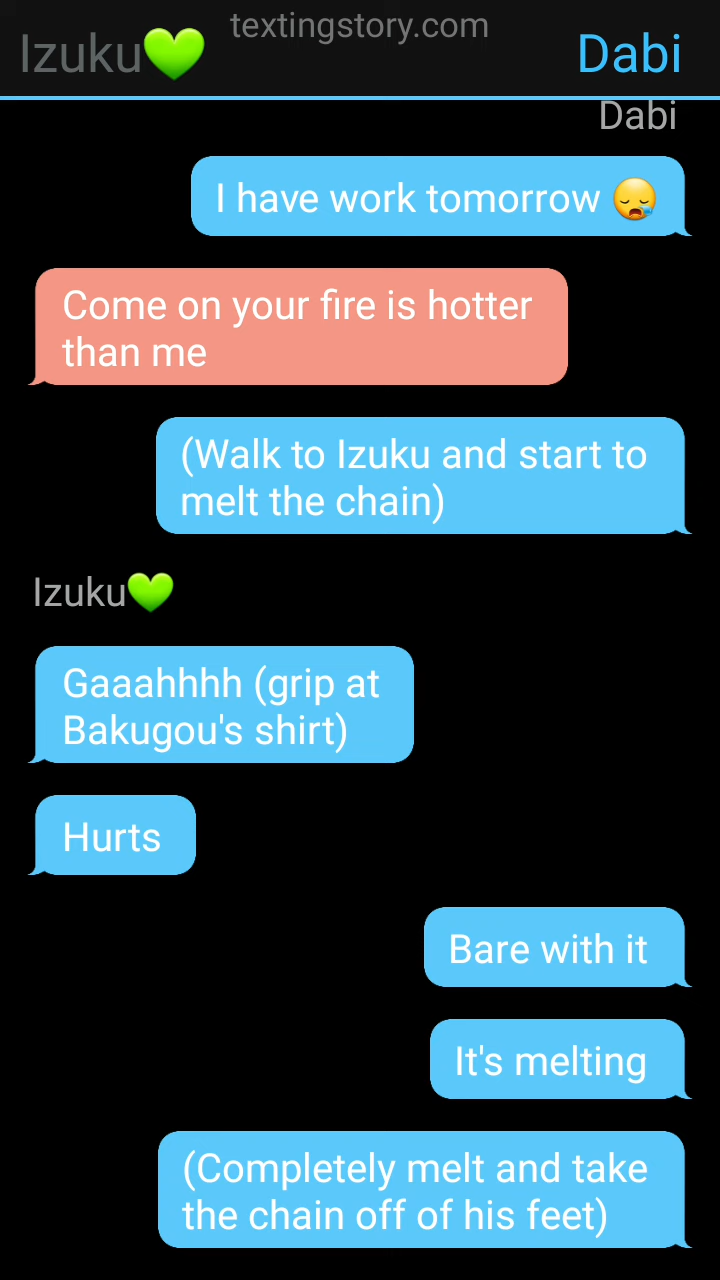 textingstory.com
Izuku💚
Dabi
Dabi
I have work tomorrow 😪
Come on your fire is hotter
than me
(Walk to Izuku and start to
melt the chain)
Izuku💚
Gaaahhhh (grip at
Bakugou's shirt)
Hurts
Bare with it
It's melting
(Completely melt and take
the chain off of his feet)